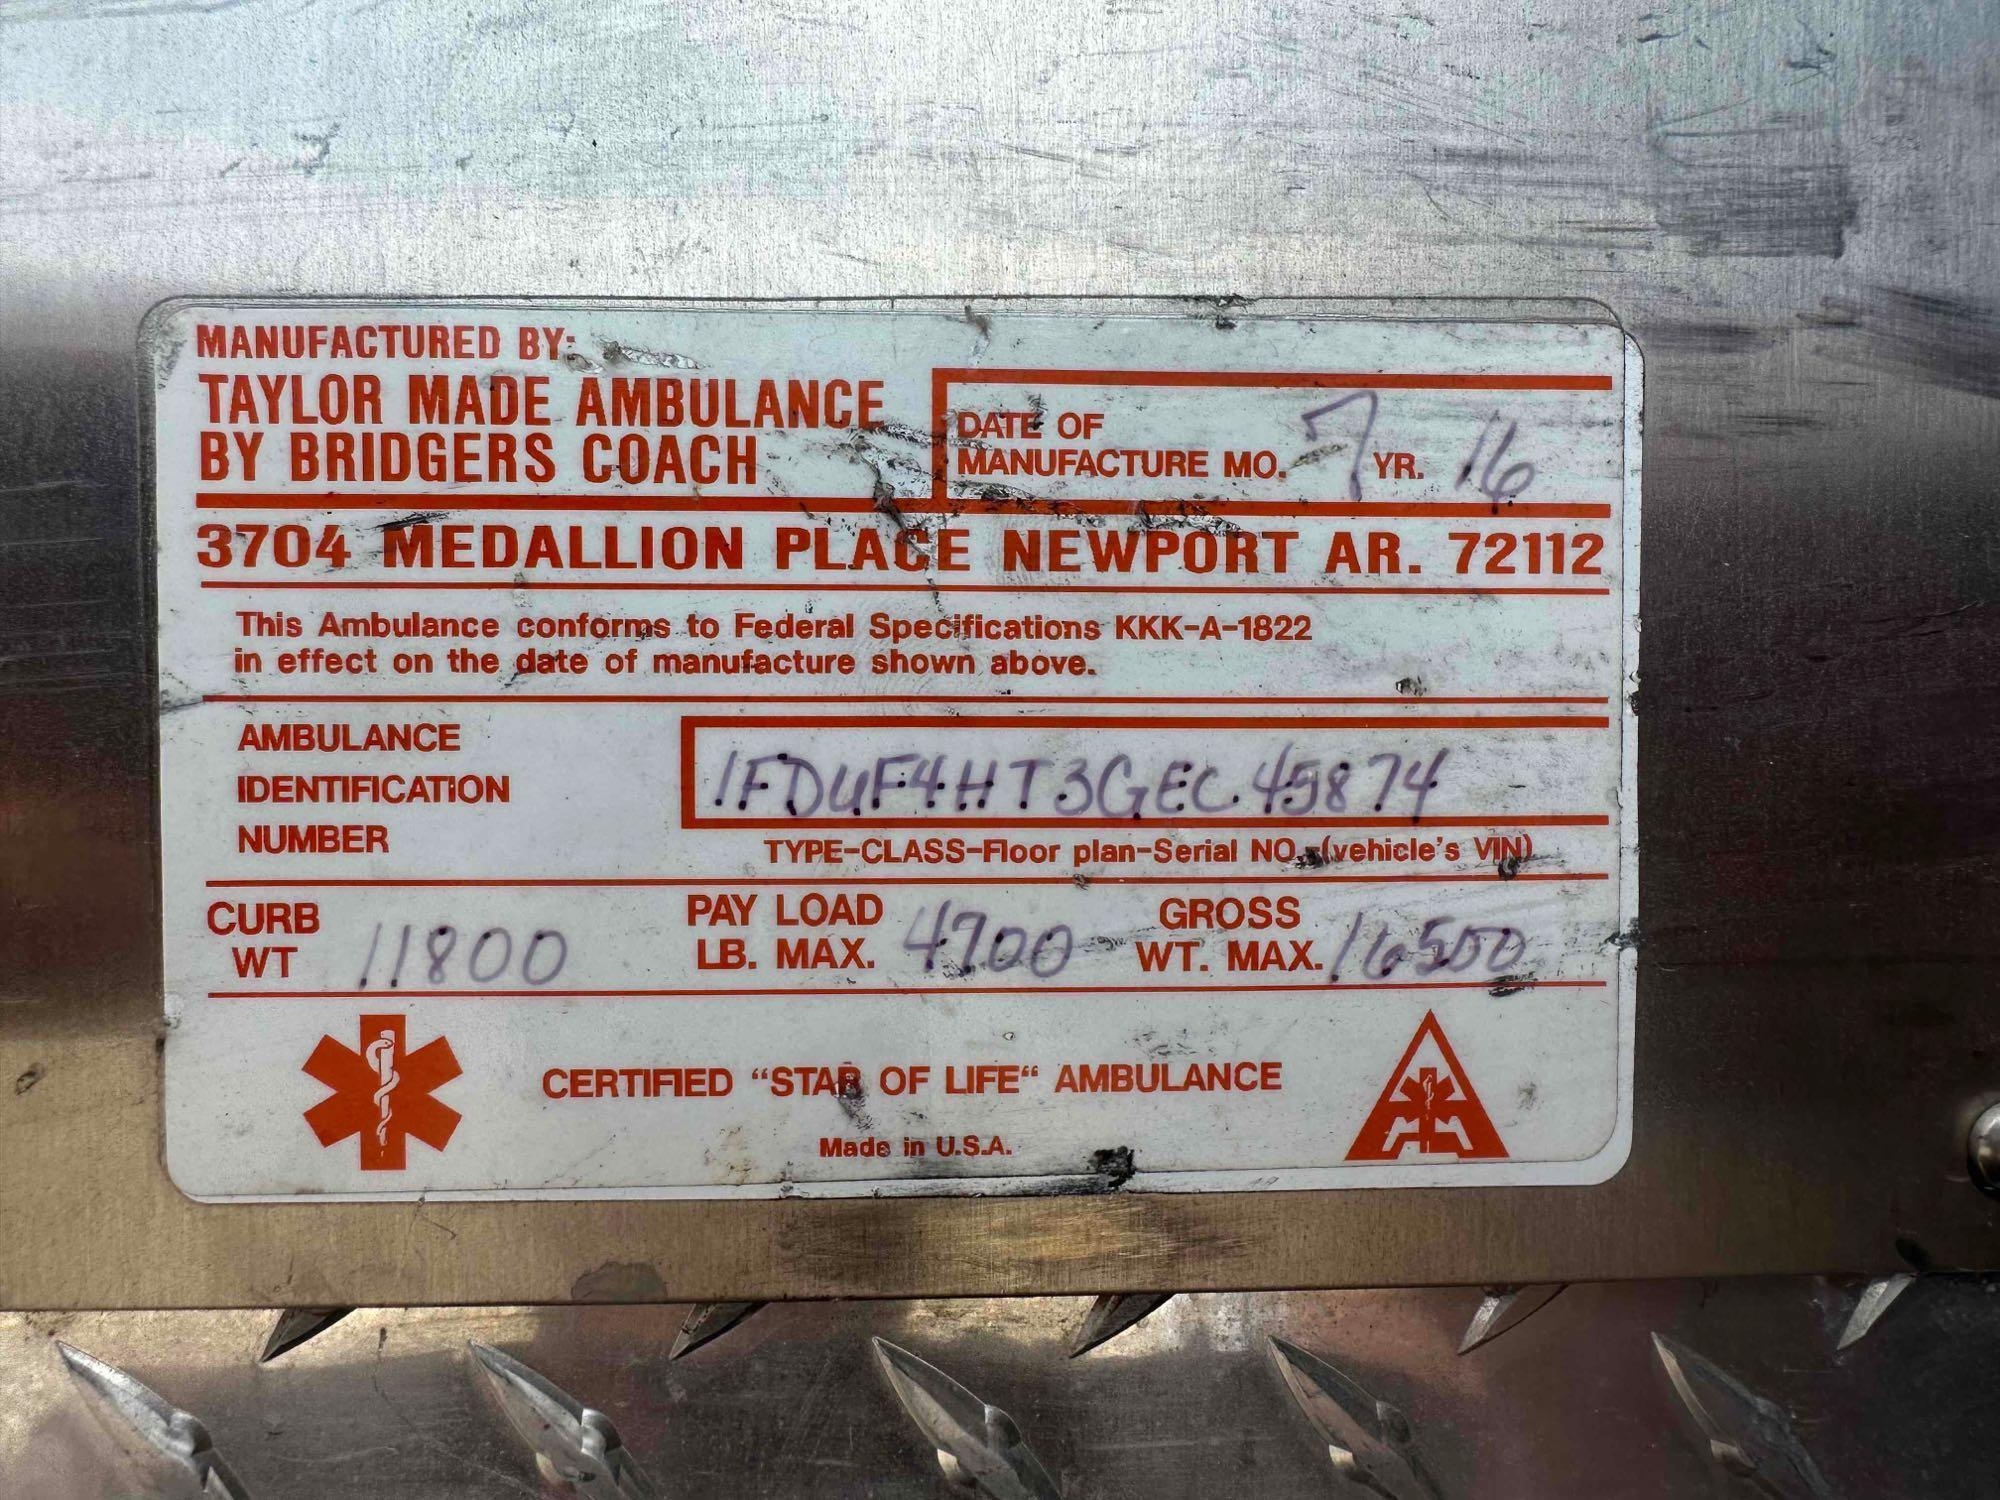 MANUFACTURED BY:
TAYLOR MADE AMBULANCE
BY BRIDGERS COACH
DATE OF
MANUFACTURE MO. 7 YR. 16
3704 MEDALLION PLACE NEWPORT AR. 72112
This Ambulance conforms to Federal Specifications KKK-A-1822
in effect on the date of manufacture shown above.
AMBULANCE
IDENTIFICATION
NUMBER
1FDUF4HT3GEC45874
TYPE-CLASS-Floor plan-Serial NO.-(vehicle's VIN)
CURB
WT 11800
PAY LOAD
LB. MAX. 4700
GROSS
WT. MAX. 16500
CERTIFIED “STAR OF LIFE“ AMBULANCE
Made in U.S.A.